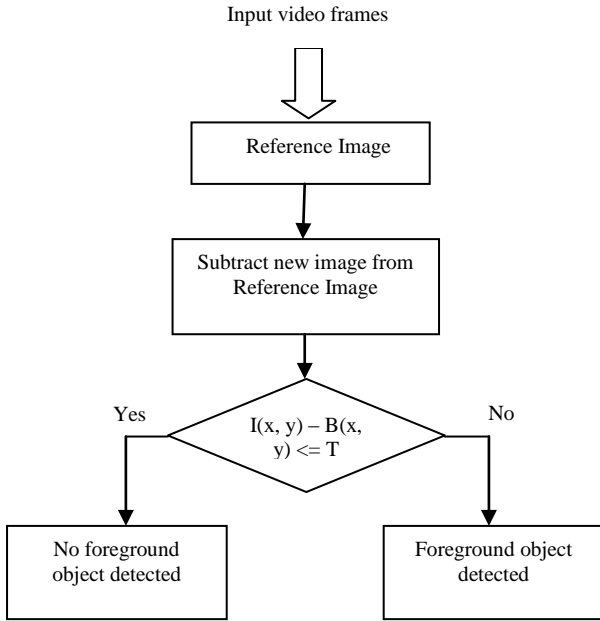 Input video frames
Reference Image
Subtract new image from
Reference Image
Yes
I(x, y) – B(x,
y) <= T
No
No foreground
object detected
Foreground object
detected